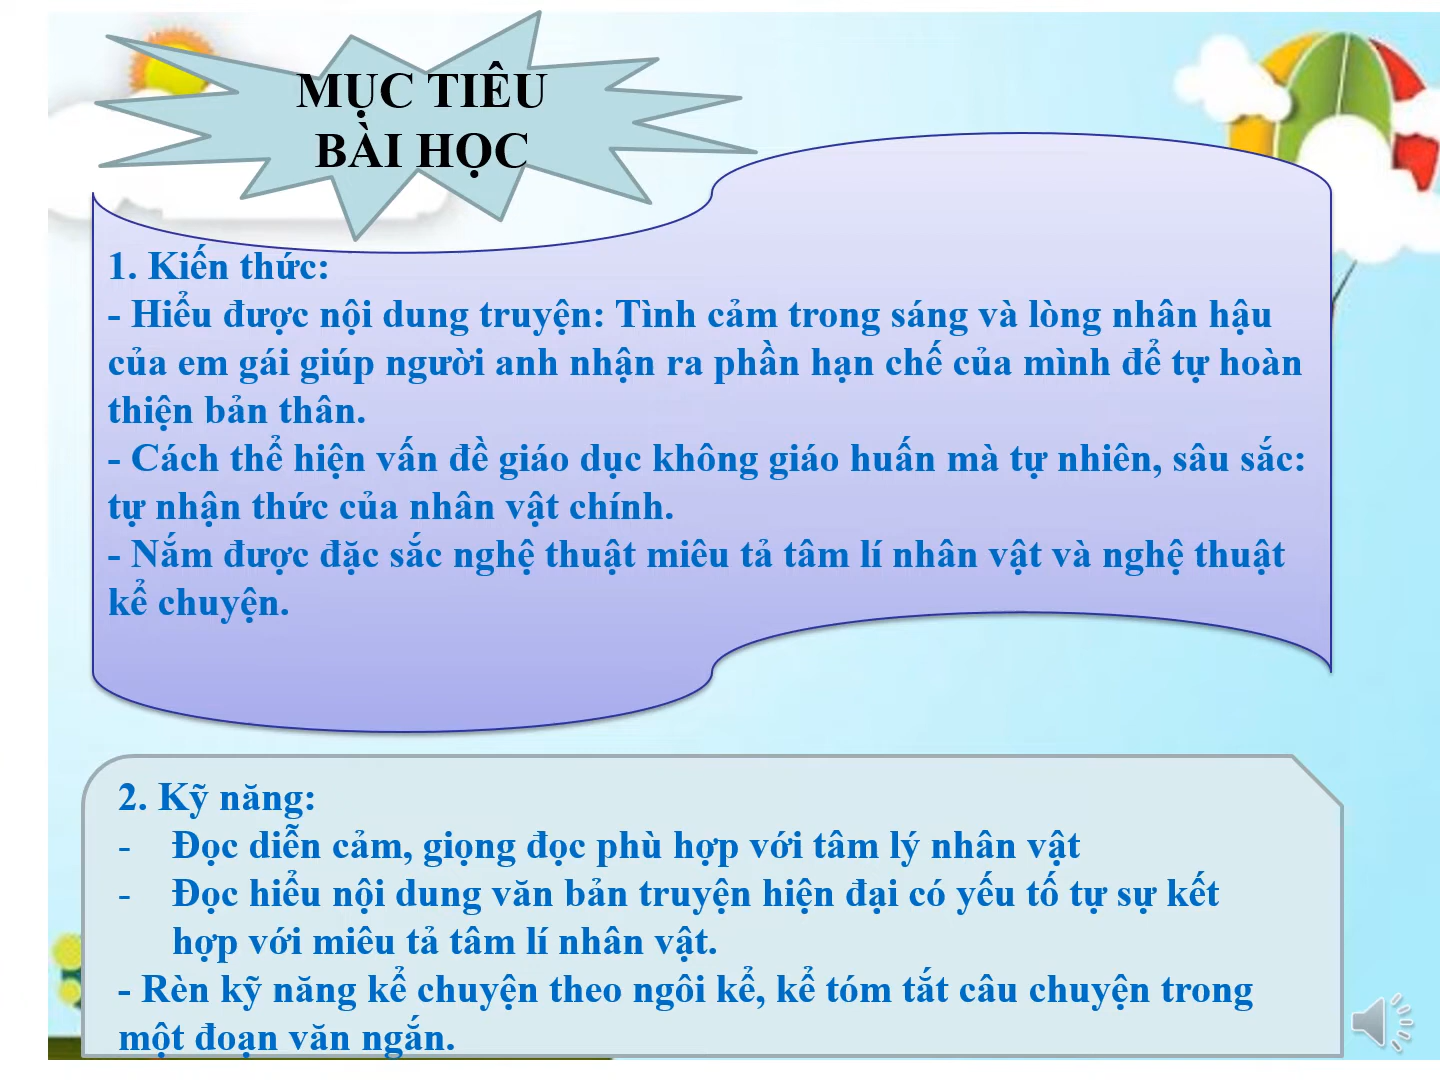 MỤC TIÊU
BÀI HỌC
1. Kiến thức:
- Hiểu được nội dung truyện: Tình cảm trong sáng và lòng nhân hậu
của em gái giúp người anh nhận ra phần hạn chế của mình để tự hoàn
thiện bản thân.
- Cách thể hiện vấn đề giáo dục không giáo huấn mà tự nhiên, sâu sắc:
tự nhận thức của nhân vật chính.
- Nắm được đặc sắc nghệ thuật miêu tả tâm lí nhân vật và nghệ thuật
kể chuyện.
2. Kỹ năng:
- Đọc diễn cảm, giọng đọc phù hợp với tâm lý nhân vật
- Đọc hiểu nội dung văn bản truyện hiện đại có yếu tố tự sự kết
hợp với miêu tả tâm lí nhân vật.
- Rèn kỹ năng kể chuyện theo ngôi kể, kể tóm tắt câu chuyện trong
một đoạn văn ngắn.